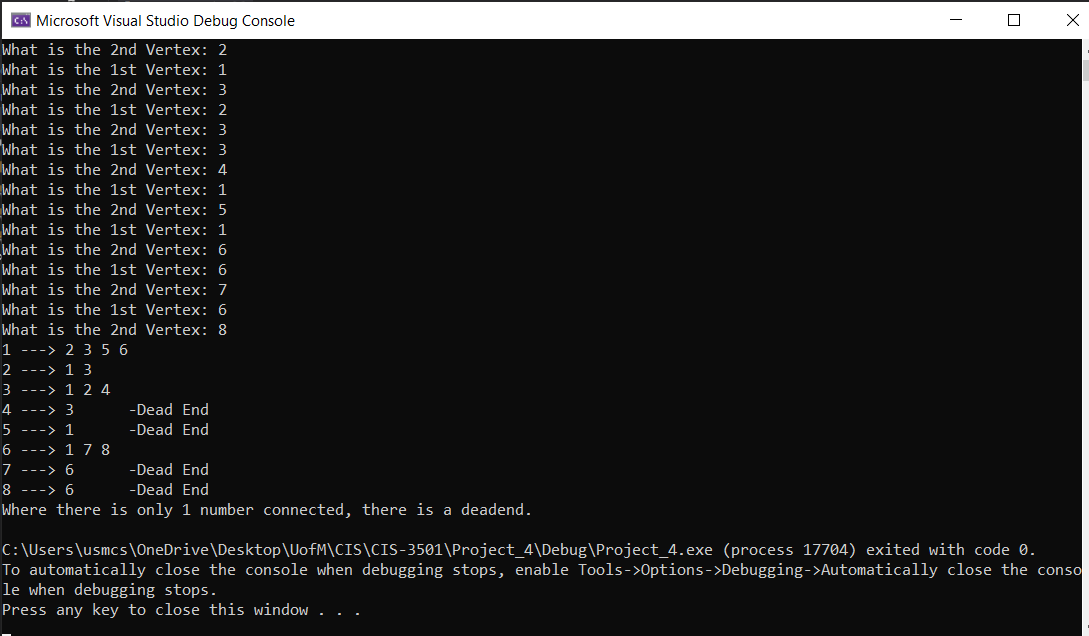 Microsoft Visual Studio Debug Console
What is the 2nd Vertex: 2
What is the 1st Vertex: 1
What is the 2nd Vertex: 3
What is the 1st Vertex: 2
What is the 2nd Vertex: 3
What is the 1st Vertex: 3
What is the 2nd Vertex: 4
What is the 1st Vertex: 1
What is the 2nd Vertex: 5
What is the 1st Vertex: 1
What is the 2nd Vertex: 6
What is the 1st Vertex: 6
What is the 2nd Vertex: 7
What is the 1st Vertex: 6
What is the 2nd Vertex: 8
1 ---> 2 3 5 6
2 ---> 1 3
3 ---> 1 2 4
4 ---> 3      -Dead End
5 ---> 1      -Dead End
6 ---> 1 7 8
7 ---> 6      -Dead End
8 ---> 6      -Dead End
Where there is only 1 number connected, there is a deadend.
C:\Users\usmcs\OneDrive\Desktop\UofM\CIS\CIS-3501\Project_4\Debug\Project_4.exe (process 17704) exited with code 0.
To automatically close the console when debugging stops, enable Tools->Options->Debugging->Automatically close the conso
le when debugging stops.
Press any key to close this window . . .